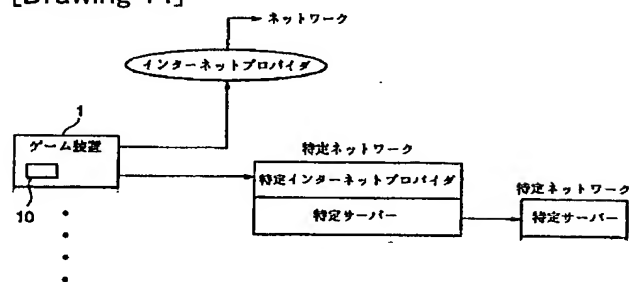 ネットワーク
インターネットプロバイダ
1
ゲーム装置
10
特定ネットワーク
特定インターネットプロバイダ
特定サーバー
特定ネットワーク
特定サーバー